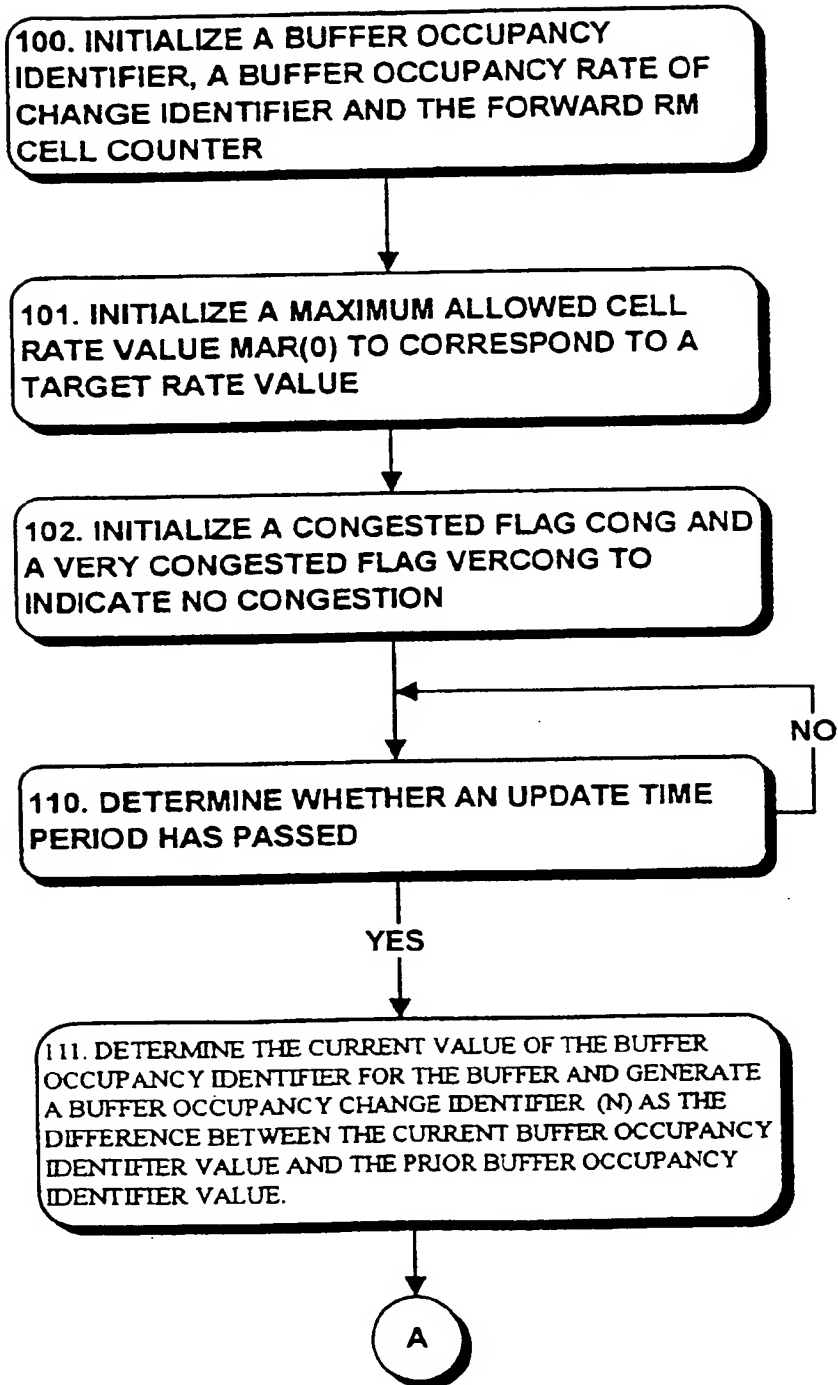 100. INITIALIZE A BUFFER OCCUPANCY
IDENTIFIER, A BUFFER OCCUPANCY RATE OF
CHANGE IDENTIFIER AND THE FORWARD RM
CELL COUNTER
101. INITIALIZE A MAXIMUM ALLOWED CELL
RATE VALUE MAR(0) TO CORRESPOND TO A
TARGET RATE VALUE
102. INITIALIZE A CONGESTED FLAG CONG AND
A VERY CONGESTED FLAG VERCONG TO
INDICATE NO CONGESTION
NO
110. DETERMINE WHETHER AN UPDATE TIME
PERIOD HAS PASSED
YES
111. DETERMINE THE CURRENT VALUE OF THE BUFFER
OCCUPANCY IDENTIFIER FOR THE BUFFER AND GENERATE
A BUFFER OCCUPANCY CHANGE IDENTIFIER (N) AS THE
DIFFERENCE BETWEEN THE CURRENT BUFFER OCCUPANCY
IDENTIFIER VALUE AND THE PRIOR BUFFER OCCUPANCY
IDENTIFIER VALUE.
A